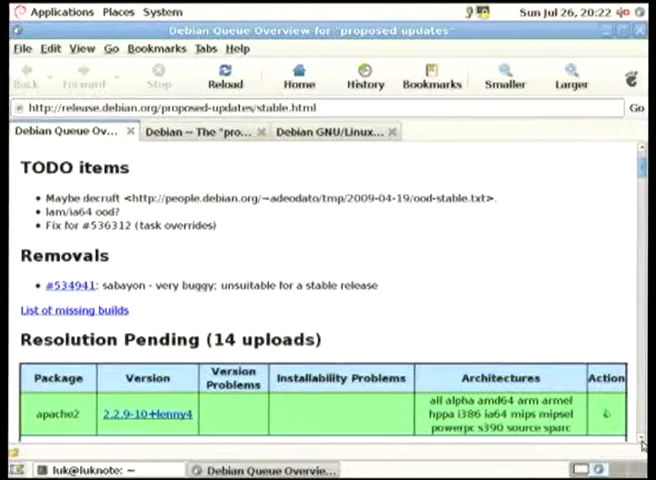 Applications Places System
Sun Jul 26, 20:22
Debian Queue Overview for "proposed updates"
File Edit View Go Bookmarks Tabs Help
Back Forward Stop Reload Home History Bookmarks Smaller Larger
http://release.debian.org/proposed-updates/stable.html Go
Debian Queue Ov... Debian -- The "pro... Debian GNU/Linux...
TODO items
• Maybe decruft <http://people.debian.org/~adeodato/tmp/2009-04-19/ood-stable.txt>.
• lam/ia64 ood?
• Fix for #536312 (task overrides)
Removals
• #534941: sabayon - very buggy; unsuitable for a stable release
List of missing builds
Resolution Pending (14 uploads)
Package Version Version Problems Installability Problems Architectures Action
apache2 2.2.9-10+lenny4 all alpha amd64 arm armel
hppa i386 ia64 mips mipsel
powerpc s390 source sparc
luk@luknote: ~ Debian Queue Overvie...